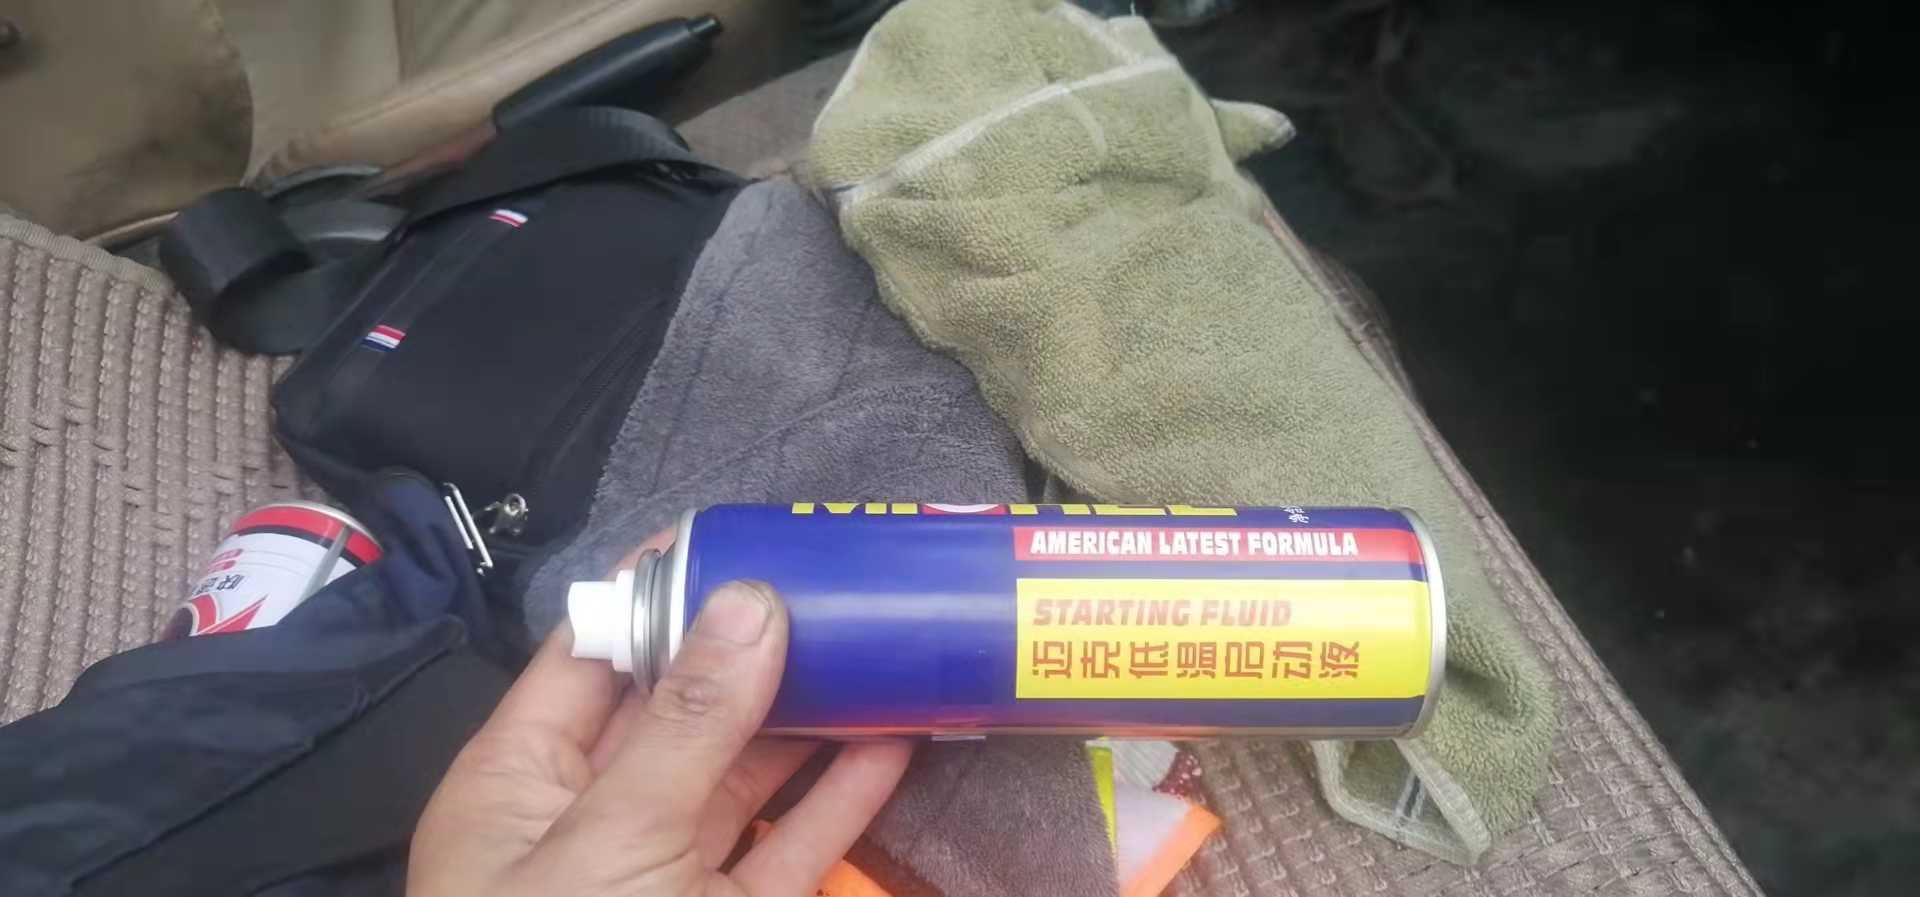 AMERICAN LATEST FORMULA
STARTING FLUID
迈克低温启动液